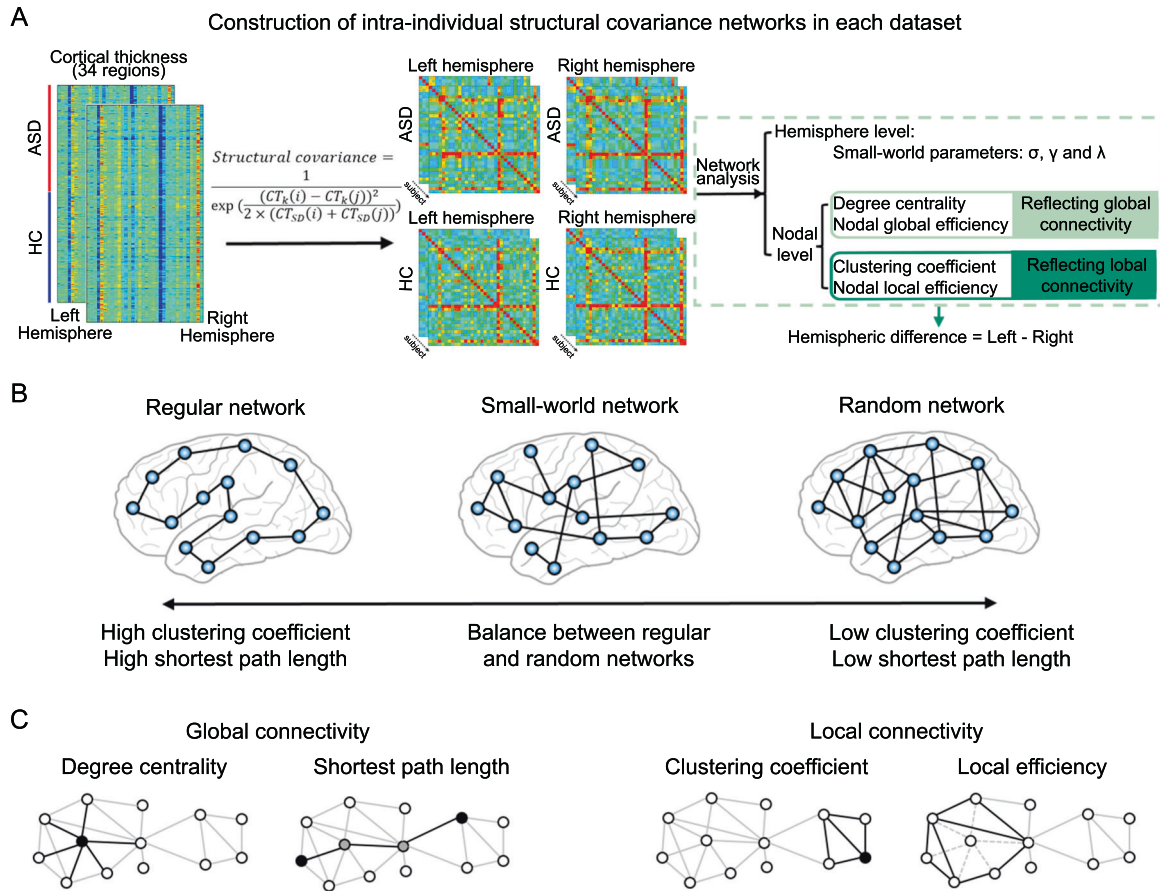 A
Construction of intra-individual structural covariance networks in each dataset
Cortical thickness
(34 regions)
ASD
HC
Left
Hemisphere
Right
Hemisphere
Structural covariance =
1
exp ( (CT_k(i) − CT_k(j))²
2 × (CT_SD(i) + CT_SD(j)) )
Left hemisphere
Right hemisphere
ASD
ASD
subject
subject
Left hemisphere
Right hemisphere
HC
HC
subject
subject
Network
analysis
Hemisphere level:
Small-world parameters: σ, γ and λ
Nodal
level
Degree centrality
Nodal global efficiency
Reflecting global
connectivity
Clustering coefficient
Nodal local efficiency
Reflecting lobal
connectivity
Hemispheric difference = Left - Right
B
Regular network
Small-world network
Random network
High clustering coefficient
High shortest path length
Balance between regular
and random networks
Low clustering coefficient
Low shortest path length
C
Global connectivity
Local connectivity
Degree centrality
Shortest path length
Clustering coefficient
Local efficiency